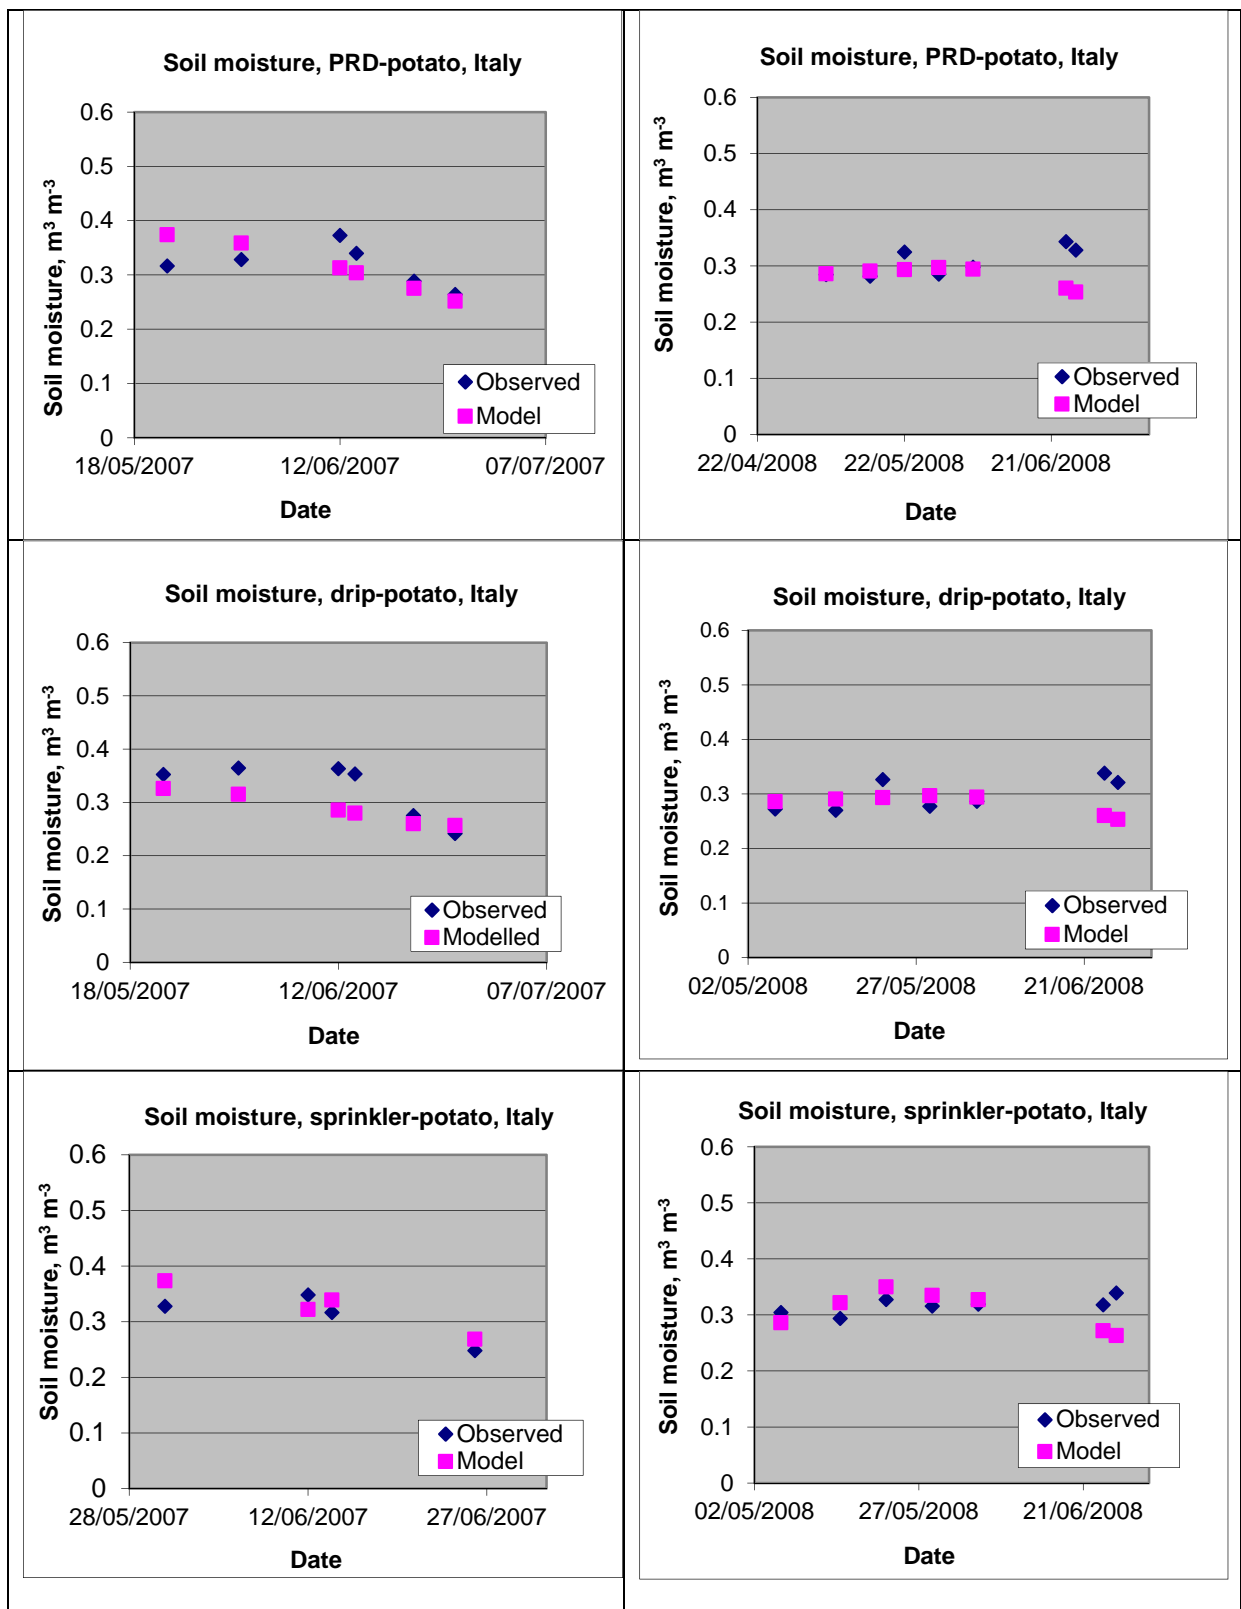 Soil moisture, PRD-potato, Italy
Soil moisture, m³ m⁻³
0.6
0.5
0.4
0.3
0.2
0.1
0
18/05/2007 12/06/2007 07/07/2007
Date
Observed
Model
Soil moisture, PRD-potato, Italy
Soil moisture, m³ m⁻³
0.6
0.5
0.4
0.3
0.2
0.1
0
22/04/2008 22/05/2008 21/06/2008
Date
Observed
Model
Soil moisture, drip-potato, Italy
Soil moisture, m³ m⁻³
0.6
0.5
0.4
0.3
0.2
0.1
0
18/05/2007 12/06/2007 07/07/2007
Date
Observed
Modelled
Soil moisture, drip-potato, Italy
Soil moisture, m³ m⁻³
0.6
0.5
0.4
0.3
0.2
0.1
0
02/05/2008 27/05/2008 21/06/2008
Date
Observed
Model
Soil moisture, sprinkler-potato, Italy
Soil moisture, m³ m⁻³
0.6
0.5
0.4
0.3
0.2
0.1
0
28/05/2007 12/06/2007 27/06/2007
Date
Observed
Model
Soil moisture, sprinkler-potato, Italy
Soil moisture, m³ m⁻³
0.6
0.5
0.4
0.3
0.2
0.1
0
02/05/2008 27/05/2008 21/06/2008
Date
Observed
Model